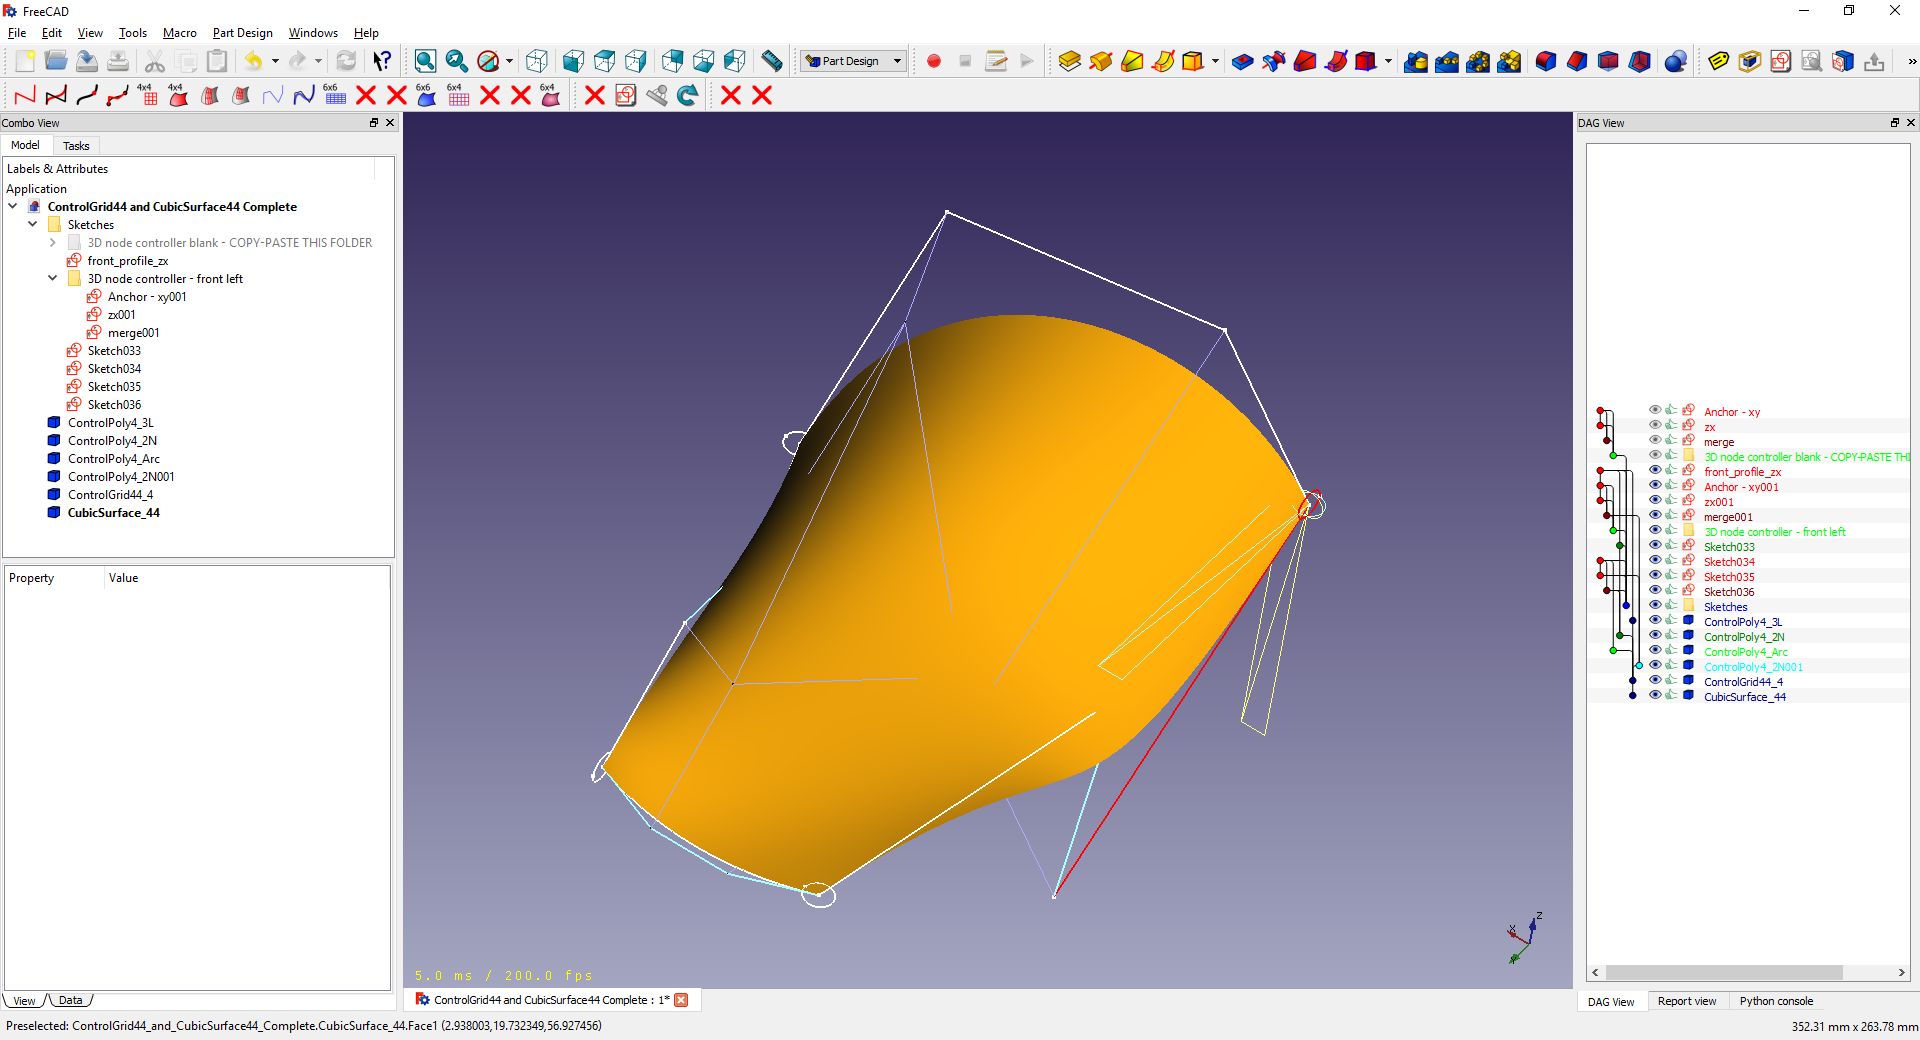 FreeCAD
File Edit View Tools Macro Part Design Windows Help
Part Design
4x4 4x4 6x6 6x6 6x6 6x6
Combo View
Model Tasks
Labels & Attributes
Application
ControlGrid44 and CubicSurface44 Complete
Sketches
3D node controller blank - COPY-PASTE THIS FOLDER
front_profile_zx
3D node controller - front left
Anchor - xy001
zx001
merge001
Sketch033
Sketch034
Sketch035
Sketch036
ControlPoly4_3L
ControlPoly4_2N
ControlPoly4_Arc
ControlPoly4_2N001
ControlGrid44_4
CubicSurface_44
Property Value
View Data
5.0 ms / 200.0 fps
X
Y
Z
ControlGrid44 and CubicSurface44 Complete : 1*
DAG View
Anchor - xy
zx
merge
3D node controller blank - COPY-PASTE THI
front_profile_zx
Anchor - xy001
zx001
merge001
3D node controller - front left
Sketch033
Sketch034
Sketch035
Sketch036
Sketches
ControlPoly4_3L
ControlPoly4_2N
ControlPoly4_Arc
ControlPoly4_2N001
ControlGrid44_4
CubicSurface_44
DAG View Report view Python console
Preselected: ControlGrid44_and_CubicSurface44_Complete.CubicSurface_44.Face1 (2.938003,19.732349,56.927456)
352.31 mm x 263.78 mm